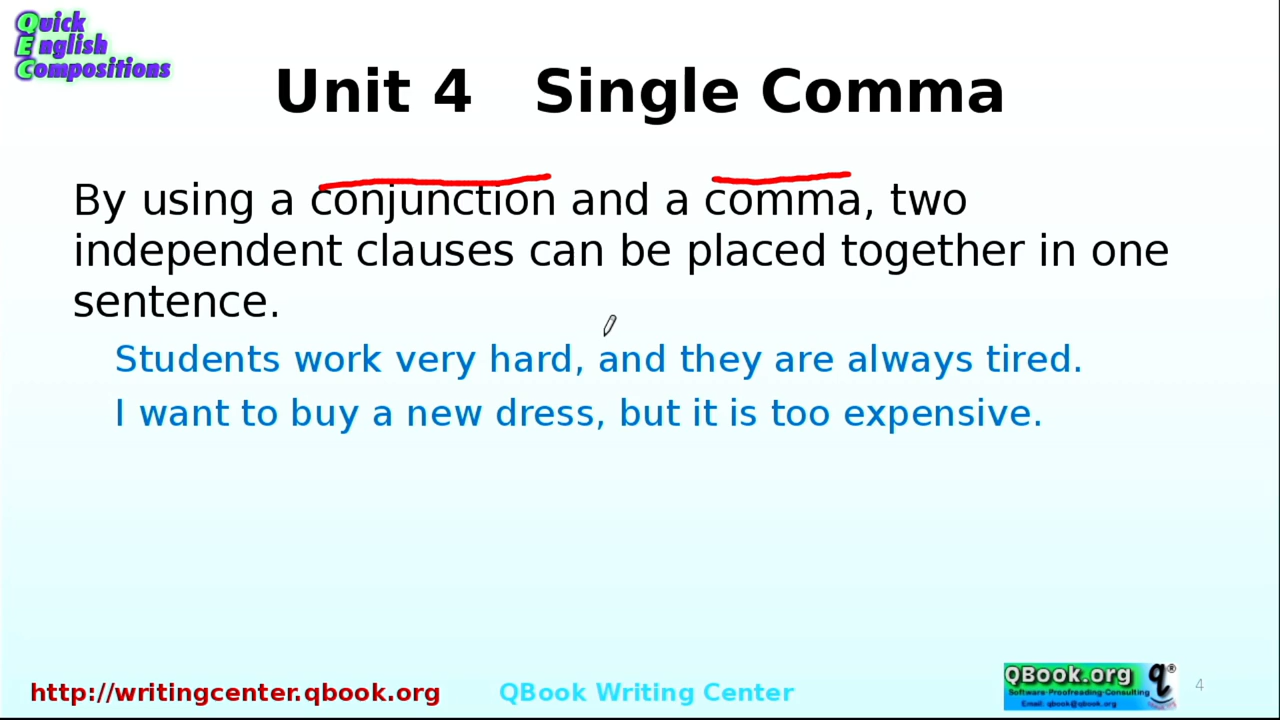 Quick
English
Compositions
Unit 4 Single Comma
By using a conjunction and a comma, two
independent clauses can be placed together in one
sentence.
Students work very hard, and they are always tired.
I want to buy a new dress, but it is too expensive.
http://writingcenter.qbook.org QBook Writing Center
QBook.org q®
Software-Proofreading-Consulting
Email: qbook@qbook.org
4